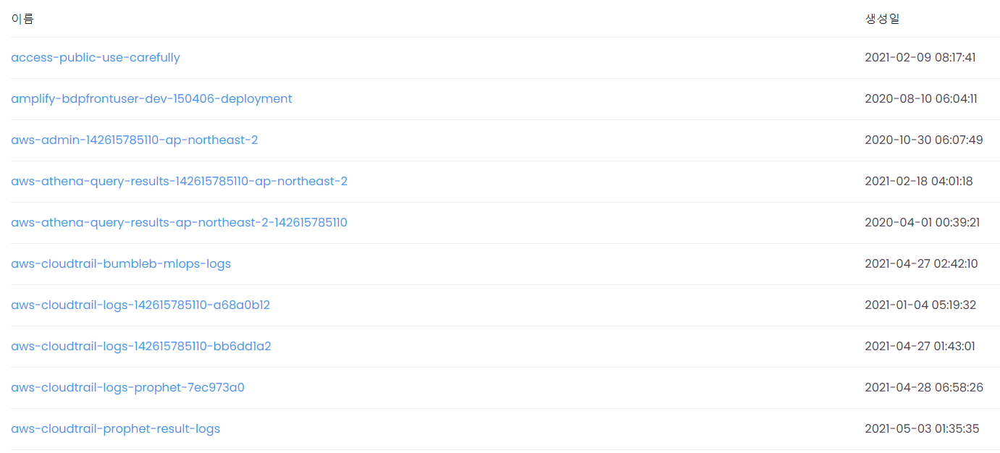 이름 생성일
access-public-use-carefully 2021-02-09 08:17:41
amplify-bdpfrontuser-dev-150406-deployment 2020-08-10 06:04:11
aws-admin-142615785110-ap-northeast-2 2020-10-30 06:07:49
aws-athena-query-results-142615785110-ap-northeast-2 2021-02-18 04:01:18
aws-athena-query-results-ap-northeast-2-142615785110 2020-04-01 00:39:21
aws-cloudtrail-bumbleb-mlops-logs 2021-04-27 02:42:10
aws-cloudtrail-logs-142615785110-a68a0b12 2021-01-04 05:19:32
aws-cloudtrail-logs-142615785110-bb6dd1a2 2021-04-27 01:43:01
aws-cloudtrail-logs-prophet-7ec973a0 2021-04-28 06:58:26
aws-cloudtrail-prophet-result-logs 2021-05-03 01:35:35